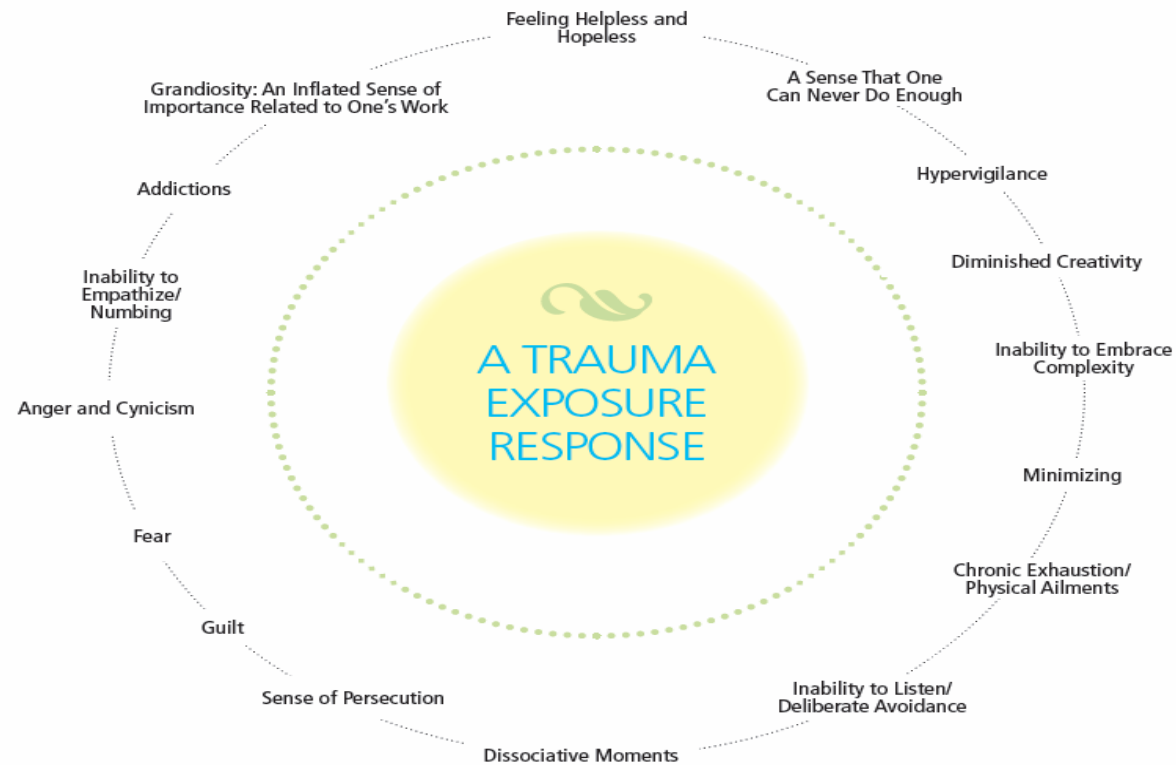 Feeling Helpless and
Hopeless
A Sense That One
Can Never Do Enough
Hypervigilance
Diminished Creativity
Inability to Embrace
Complexity
Minimizing
Chronic Exhaustion/
Physical Ailments
Inability to Listen/
Deliberate Avoidance
Dissociative Moments
Sense of Persecution
Guilt
Fear
Anger and Cynicism
Inability to
Empathize/
Numbing
Addictions
Grandiosity: An Inflated Sense of
Importance Related to One's Work
A TRAUMA
EXPOSURE
RESPONSE